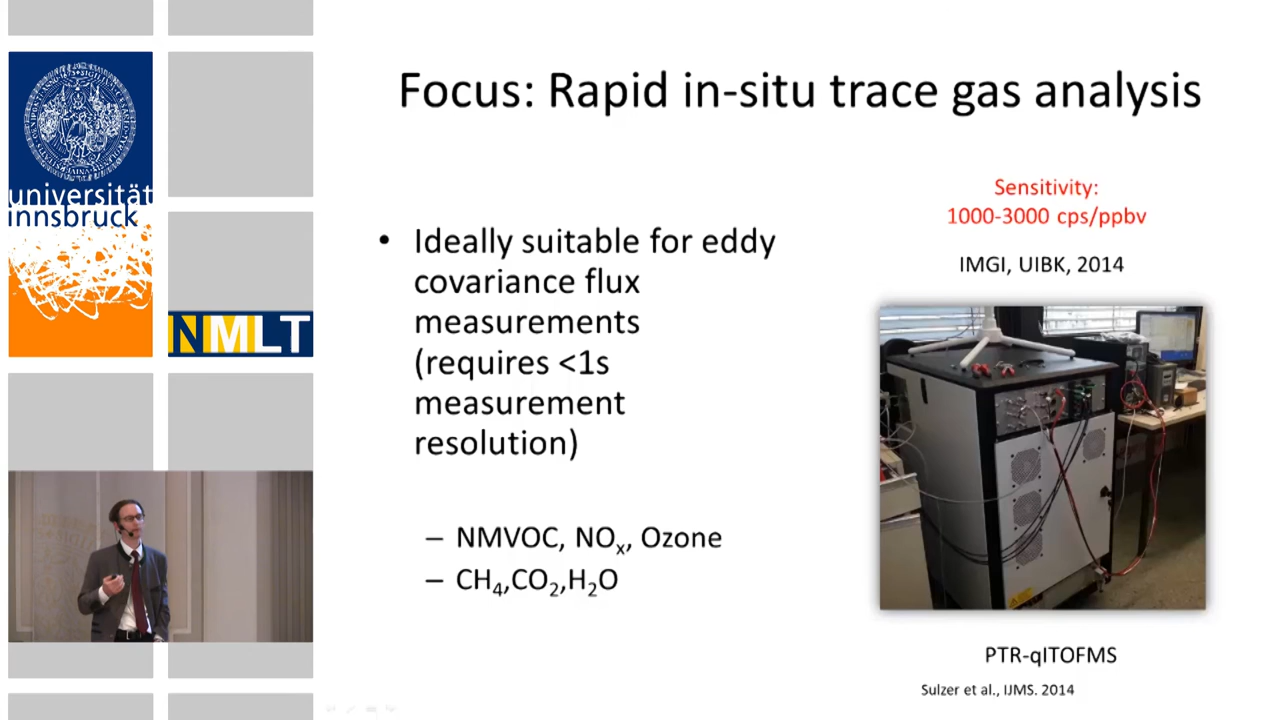 Focus: Rapid in-situ trace gas analysis
universität
innsbruck
NMLT
• Ideally suitable for eddy
covariance flux
measurements
(requires <1s
measurement
resolution)
– NMVOC, NOₓ, Ozone
– CH₄,CO₂,H₂O
Sensitivity:
1000-3000 cps/ppbv
IMGI, UIBK, 2014
PTR-qITOFMS
Sulzer et al., IJMS. 2014